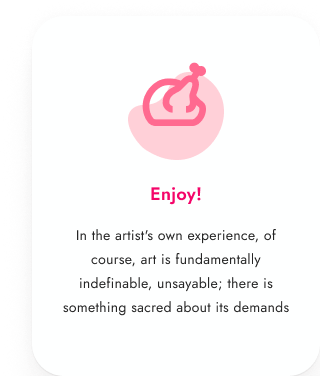 Enjoy!
In the artist's own experience, of
course, art is fundamentally
indefinable, unsayable; there is
something sacred about its demands